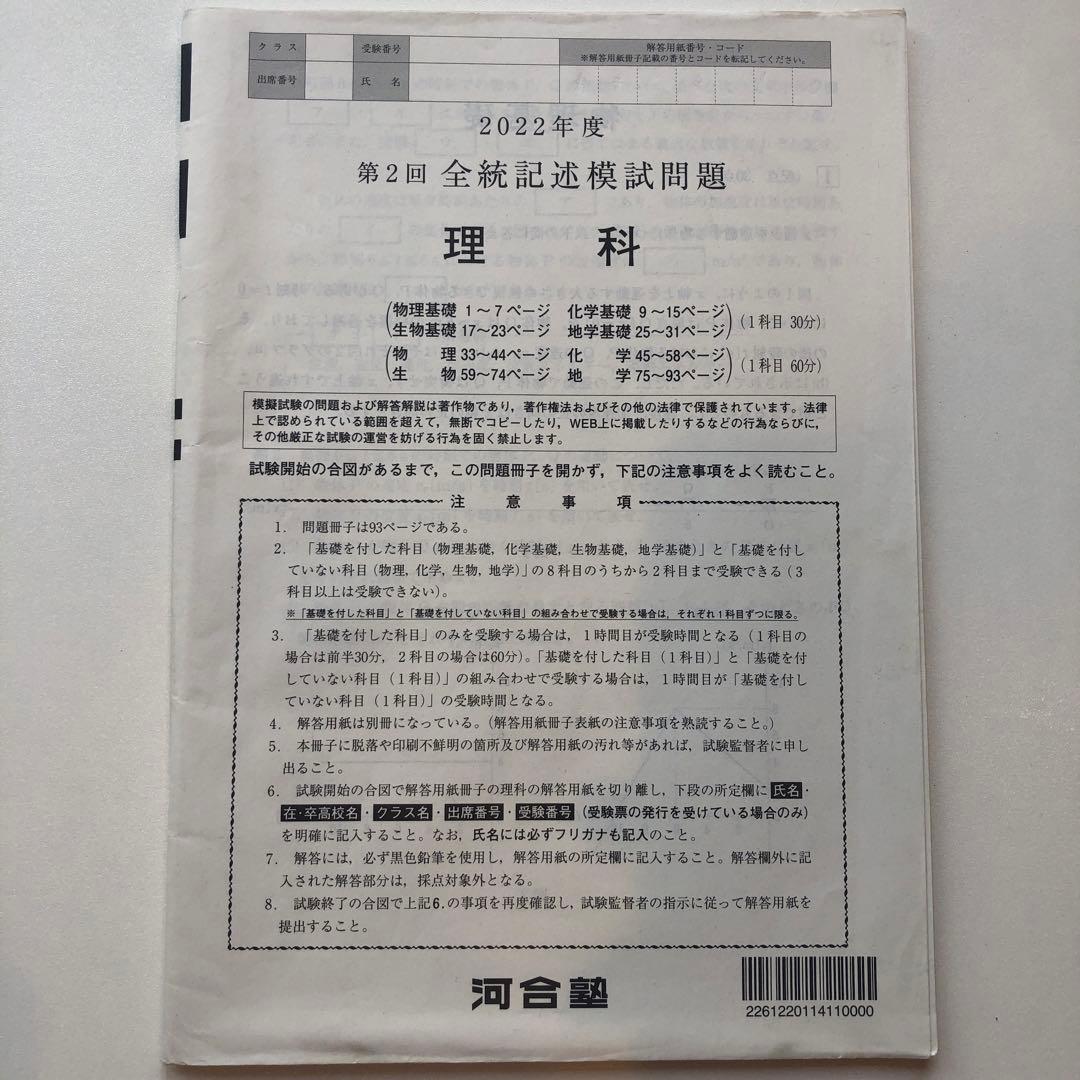 クラス 受験番号 解答用紙番号・コード
※解答用紙冊子記載の番号とコードを転記してください。
出席番号 氏名
2022年度
第2回 全統記述模試問題
理科
(物理基礎 1～7ページ 化学基礎 9～15ページ
生物基礎 17～23ページ 地学基礎 25～31ページ) (1科目 30分)
(物理 33～44ページ 化学 45～58ページ
生物 59～74ページ 地学 75～93ページ) (1科目 60分)
模擬試験の問題および解答解説は著作物であり，著作権法およびその他の法律で保護されています。法律
上で認められている範囲を超えて，無断でコピーしたり，WEB上に掲載したりするなどの行為ならびに，
その他厳正な試験の運営を妨げる行為を固く禁止します。
試験開始の合図があるまで，この問題冊子を開かず，下記の注意事項をよく読むこと。
注意事項
1． 問題冊子は93ページである。
2． 「基礎を付した科目（物理基礎，化学基礎，生物基礎，地学基礎）」と「基礎を付し
ていない科目（物理，化学，生物，地学）」の8科目のうちから2科目まで受験できる（3
科目以上は受験できない）。
※「基礎を付した科目」と「基礎を付していない科目」の組み合わせで受験する場合は，それぞれ1科目ずつに限る。
3． 「基礎を付した科目」のみを受験する場合は，1時間目が受験時間となる（1科目の
場合は前半30分，2科目の場合は60分）。「基礎を付した科目（1科目）」と「基礎を付
していない科目（1科目）」の組み合わせで受験する場合は，1時間目が「基礎を付し
ていない科目（1科目）」の受験時間となる。
4． 解答用紙は別冊になっている。（解答用紙冊子表紙の注意事項を熟読すること。）
5． 本冊子に脱落や印刷不鮮明の箇所及び解答用紙の汚れ等があれば，試験監督者に申し
出ること。
6． 試験開始の合図で解答用紙冊子の理科の解答用紙を切り離し，下段の所定欄に 氏名・
在・卒高校名・クラス名・出席番号・受験番号（受験票の発行を受けている場合のみ）
を明確に記入すること。なお，氏名には必ずフリガナも記入のこと。
7． 解答には，必ず黒色鉛筆を使用し，解答用紙の所定欄に記入すること。解答欄外に記
入された解答部分は，採点対象外となる。
8． 試験終了の合図で上記6.の事項を再度確認し，試験監督者の指示に従って解答用紙を
提出すること。
河合塾
2261220114110000